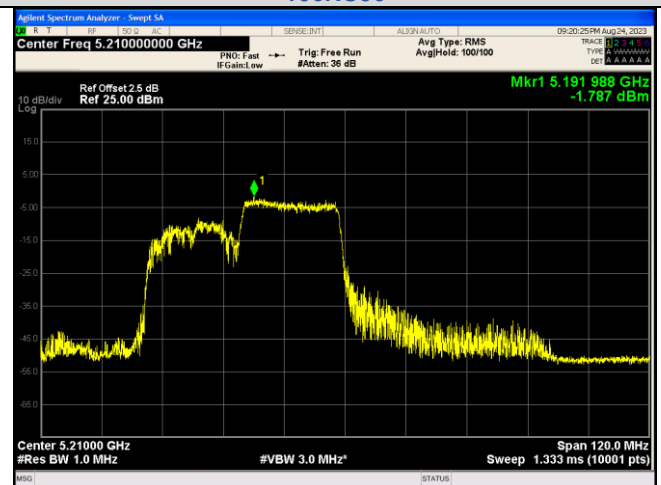 Agilent Spectrum Analyzer - Swept SA
R T RF 50 Ω AC SENSE:INT ALIGN AUTO 09:20:25 PM Aug 24, 2023
Center Freq 5.210000000 GHz
PNO: Fast
IFGain:Low
Trig: Free Run
#Atten: 36 dB
Avg Type: RMS
Avg|Hold: 100/100
TRACE 1 2 3 4 5 6
TYPE A
DET A A A A A A
Mkr1 5.191 988 GHz
-1.787 dBm
Ref Offset 2.5 dB
10 dB/div Ref 25.00 dBm
Log
15.0
5.00
-5.00
-15.0
-25.0
-35.0
-45.0
-55.0
-65.0
1
Center 5.21000 GHz Span 120.0 MHz
#Res BW 1.0 MHz #VBW 3.0 MHz* Sweep 1.333 ms (10001 pts)
MSG STATUS